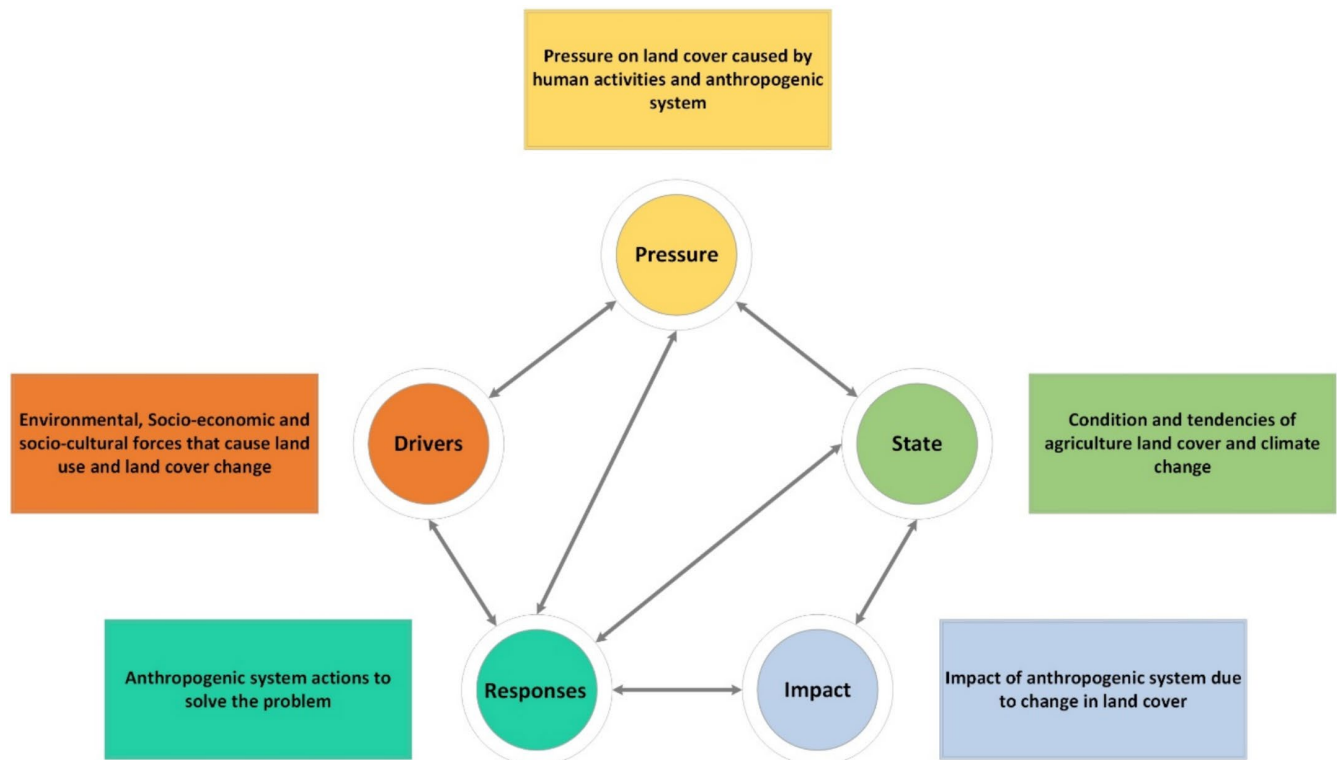 Pressure on land cover caused by
human activities and anthropogenic
system
Pressure
Environmental, Socio-economic and
socio-cultural forces that cause land
use and land cover change
Drivers
State
Condition and tendencies of
agriculture land cover and climate
change
Anthropogenic system actions to
solve the problem
Responses
Impact
Impact of anthropogenic system due
to change in land cover